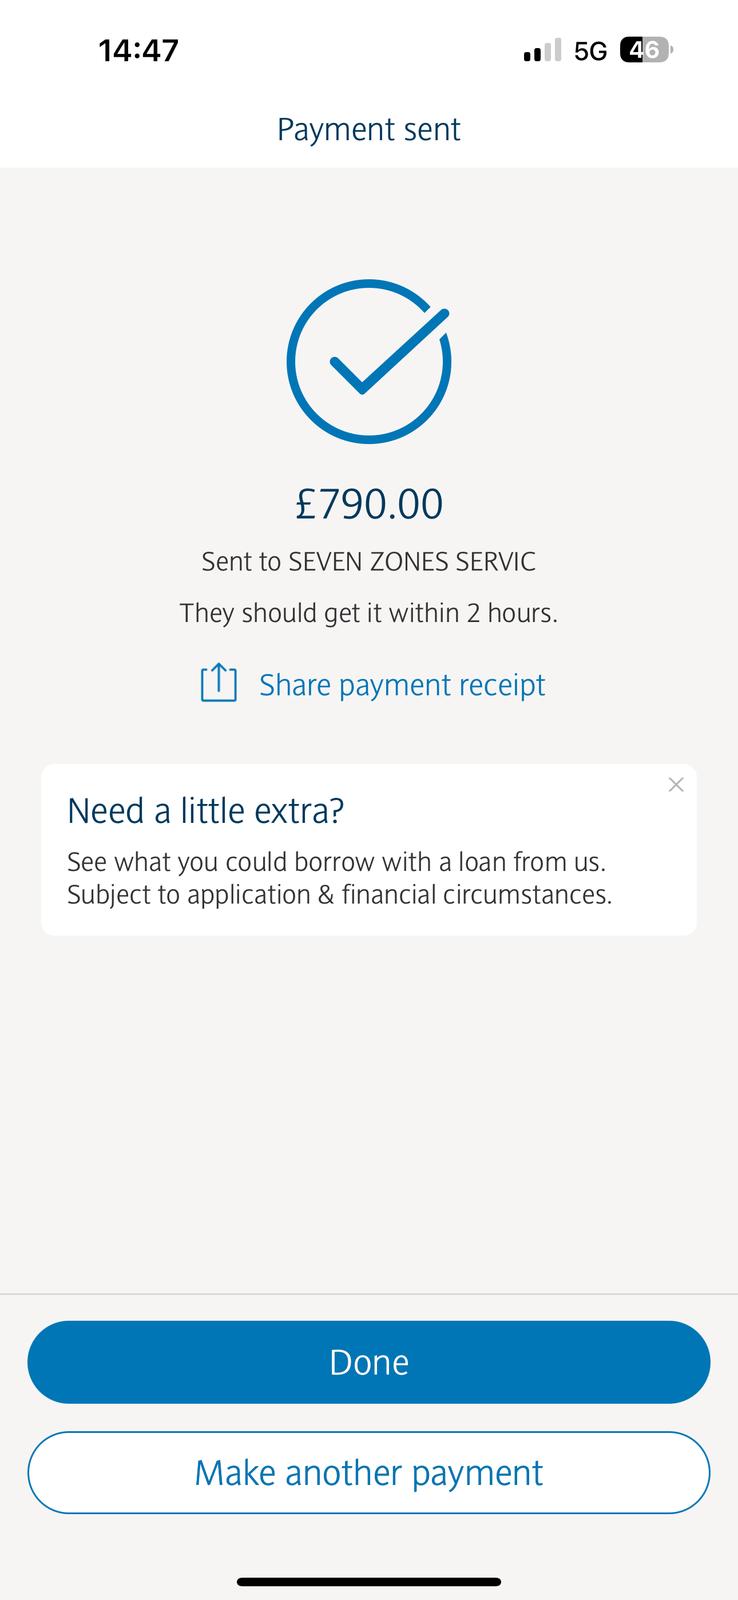 14:47
5G
46
Payment sent
£790.00
Sent to SEVEN ZONES SERVIC
They should get it within 2 hours.
Share payment receipt
Need a little extra?
See what you could borrow with a loan from us.
Subject to application & financial circumstances.
Done
Make another payment